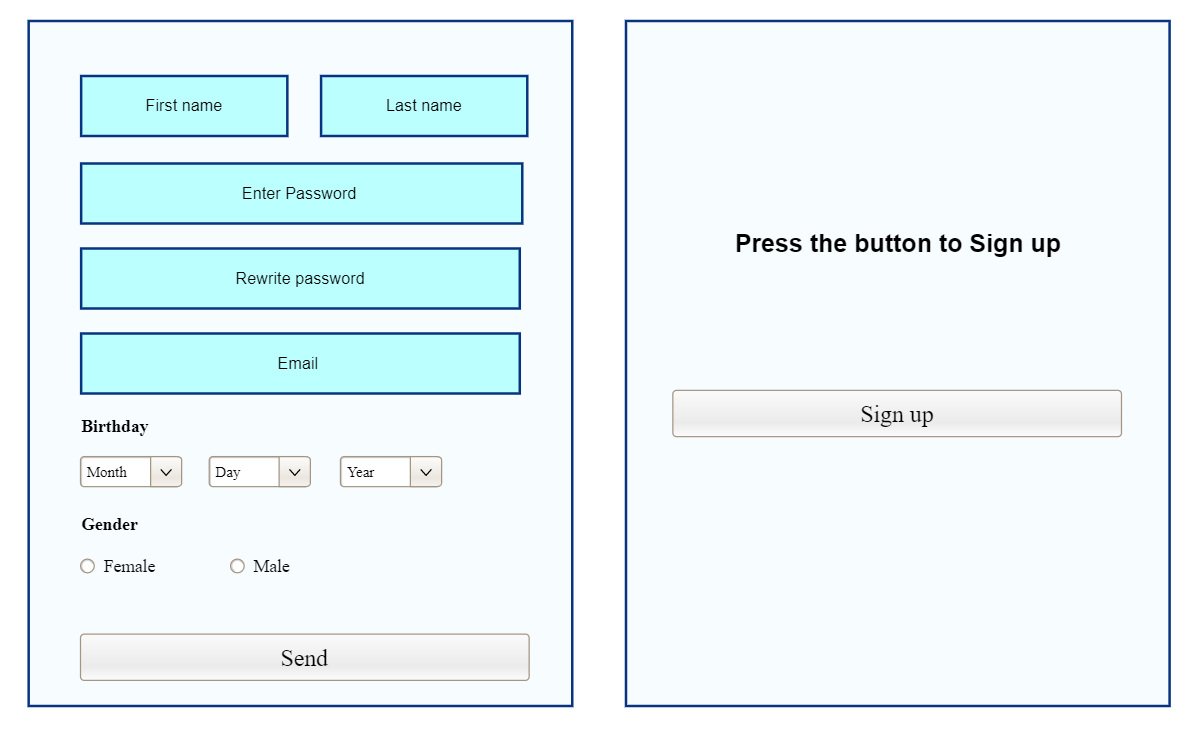 First name
Last name
Enter Password
Rewrite password
Email
Birthday
Month
Day
Year
Gender
Female
Male
Send
Press the button to Sign up
Sign up